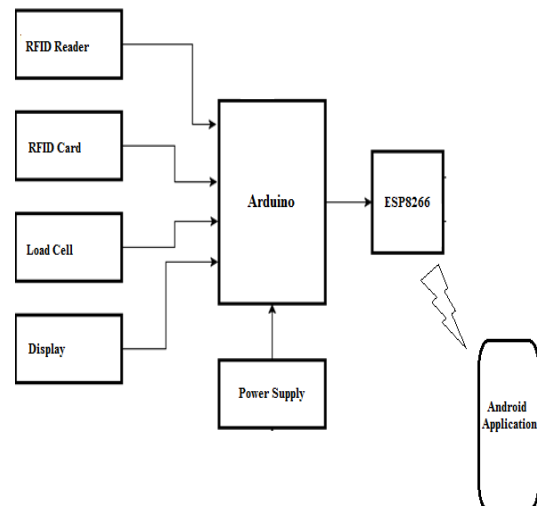 RFID Reader
RFID Card
Load Cell
Display
Arduino
Power Supply
ESP8266
Android
Application